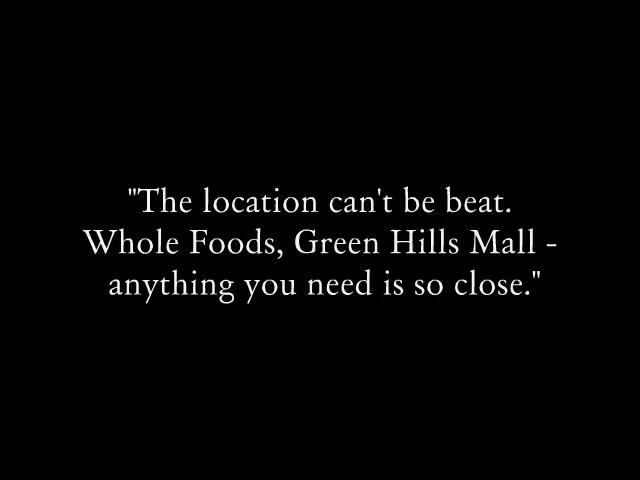 "The location can't be beat.
Whole Foods, Green Hills Mall -
anything you need is so close."